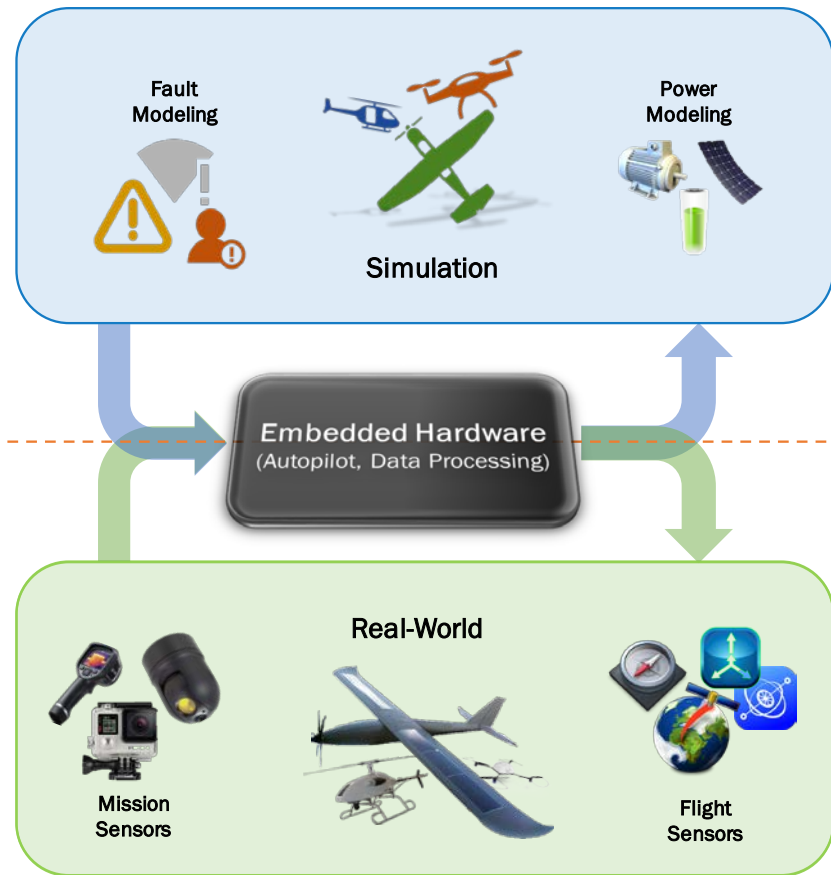 Fault
Modeling
Power
Modeling
Simulation
Embedded Hardware
(Autopilot, Data Processing)
Real-World
Mission
Sensors
Flight
Sensors